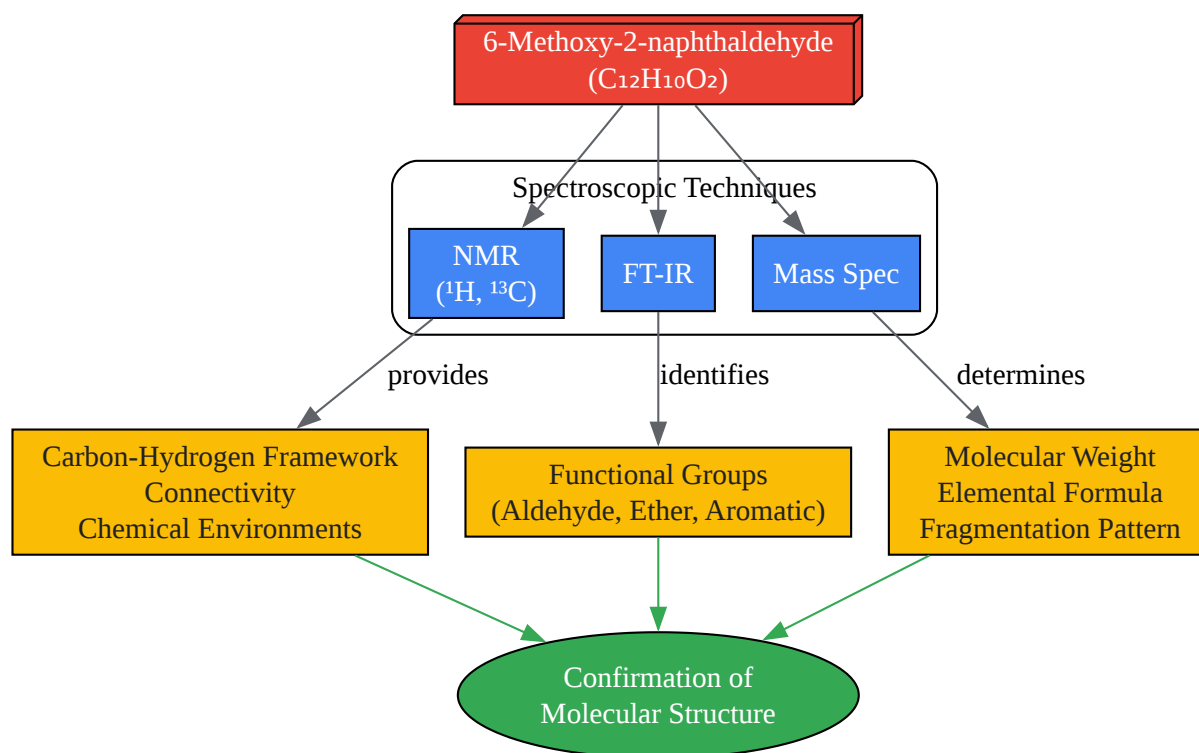 6-Methoxy-2-naphthaldehyde
(C₁₂H₁₀O₂)
Spectroscopic Techniques
NMR
(¹H, ¹³C)
FT-IR
Mass Spec
provides
identifies
determines
Carbon-Hydrogen Framework
Connectivity
Chemical Environments
Functional Groups
(Aldehyde, Ether, Aromatic)
Molecular Weight
Elemental Formula
Fragmentation Pattern
Confirmation of
Molecular Structure